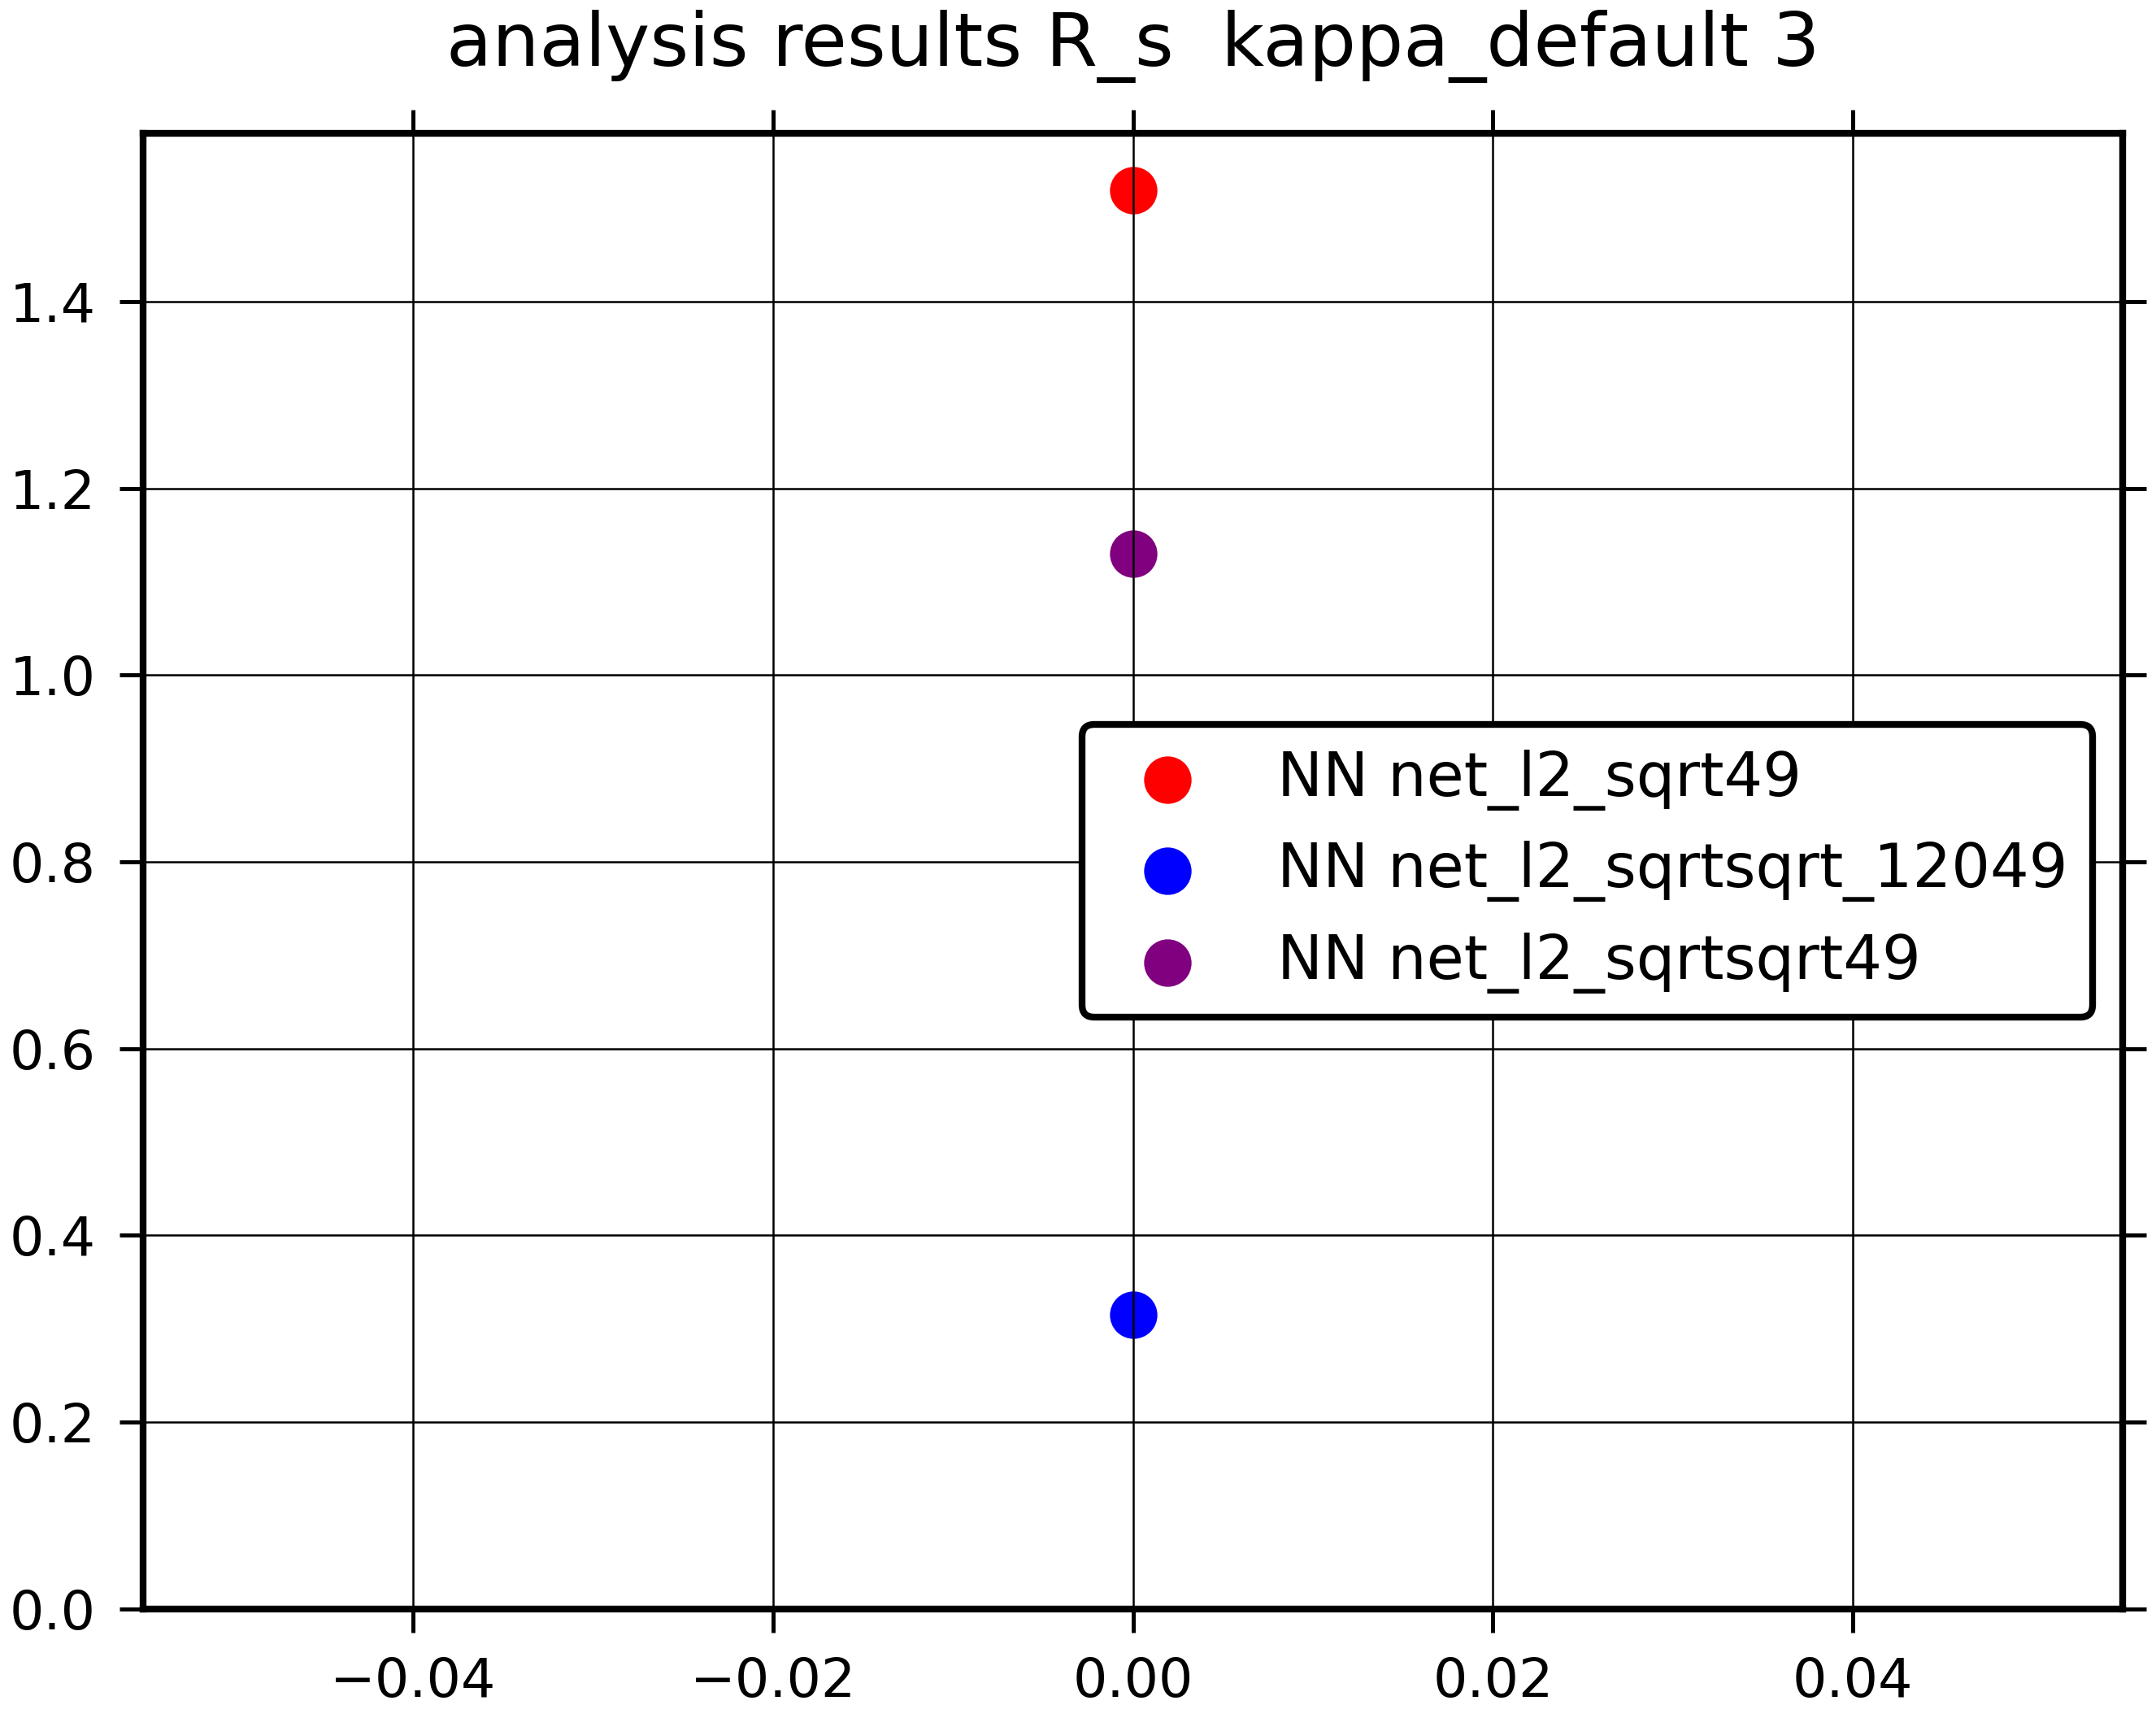 analysis results R_s  kappa_default 3
1.4
1.2
1.0
0.8
0.6
0.4
0.2
0.0
NN net_l2_sqrt49
NN net_l2_sqrtsqrt_12049
NN net_l2_sqrtsqrt49
−0.04 −0.02 0.00 0.02 0.04